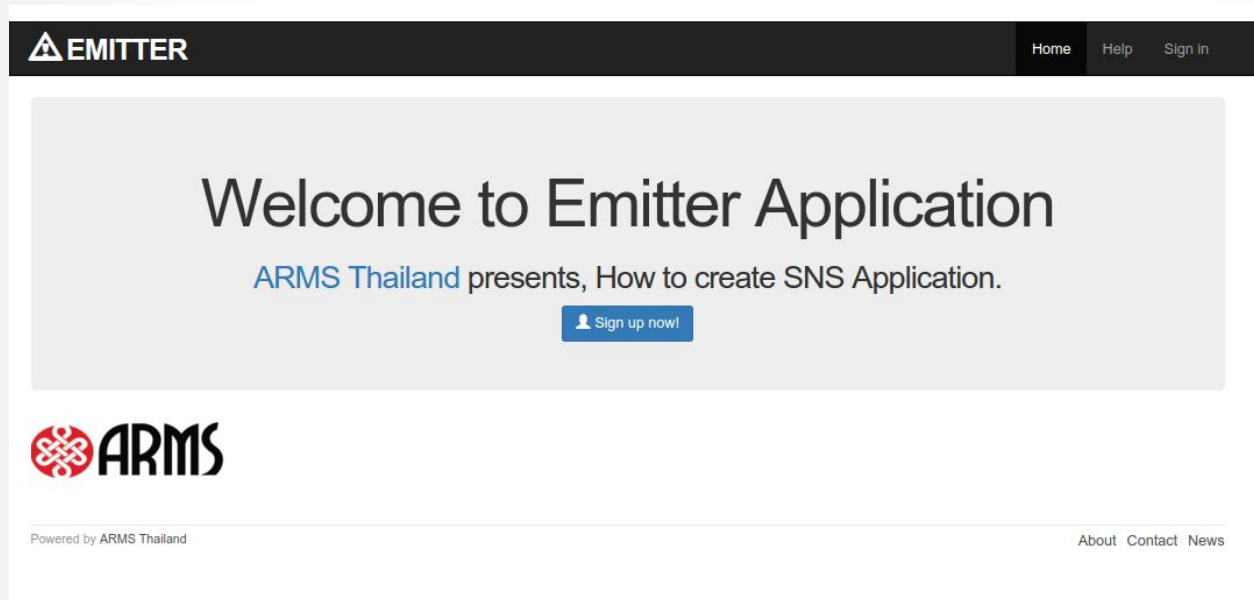 EMITTER
Home Help Sign in
Welcome to Emitter Application
ARMS Thailand presents, How to create SNS Application.
Sign up now!
ARMS
Powered by ARMS Thailand
About Contact News